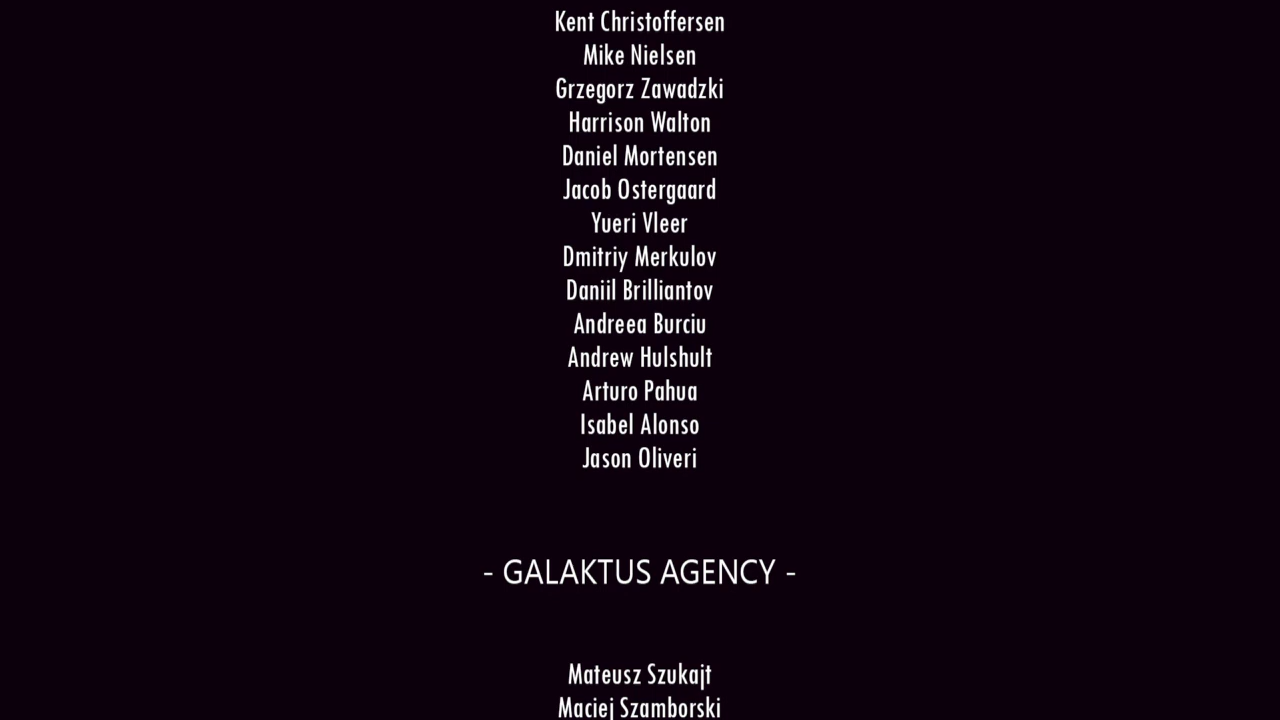 Kent Christoffersen
Mike Nielsen
Grzegorz Zawadzki
Harrison Walton
Daniel Mortensen
Jacob Ostergaard
Yueri Vleer
Dmitriy Merkulov
Daniil Brilliantov
Andreea Burciu
Andrew Hulshult
Arturo Pahua
Isabel Alonso
Jason Oliveri
- GALAKTUS AGENCY -
Mateusz Szukajt
Maciej Szamborski